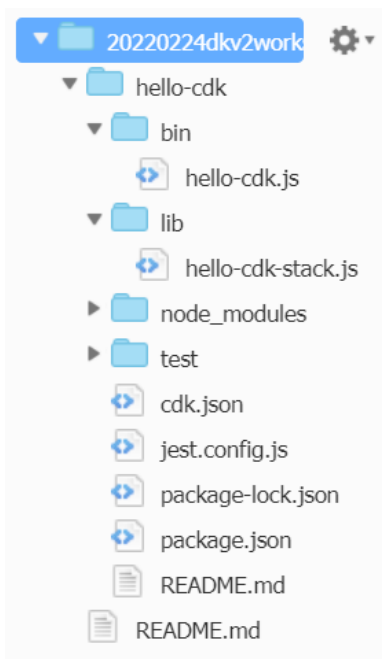 20220224dkv2work
hello-cdk
bin
hello-cdk.js
lib
hello-cdk-stack.js
node_modules
test
cdk.json
jest.config.js
package-lock.json
package.json
README.md
README.md